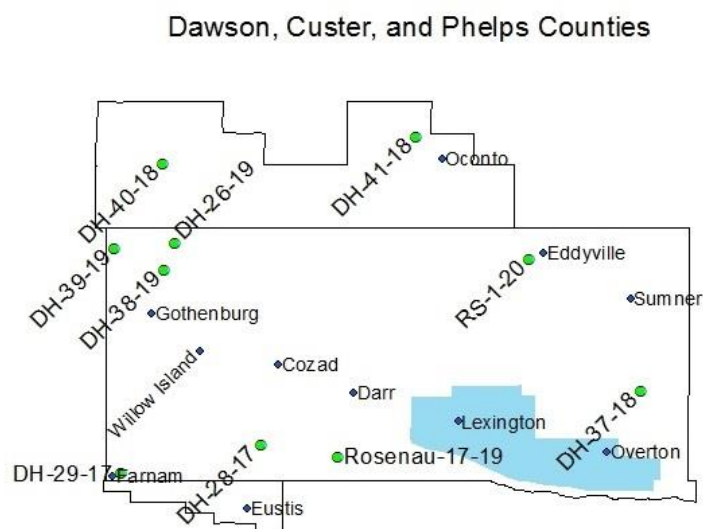 Dawson, Custer, and Phelps Counties
DH-41-18
Oconto
DH-40-18
DH-26-19
DH-39-19
DH-38-19
RS-1-20
Eddyville
Sumner
Gothenburg
Willow Island
Cozad
Darr
Lexington
DH-37-18
Overton
DH-29-17
Farnam
DH-28-17
Rosenau-17-19
Eustis